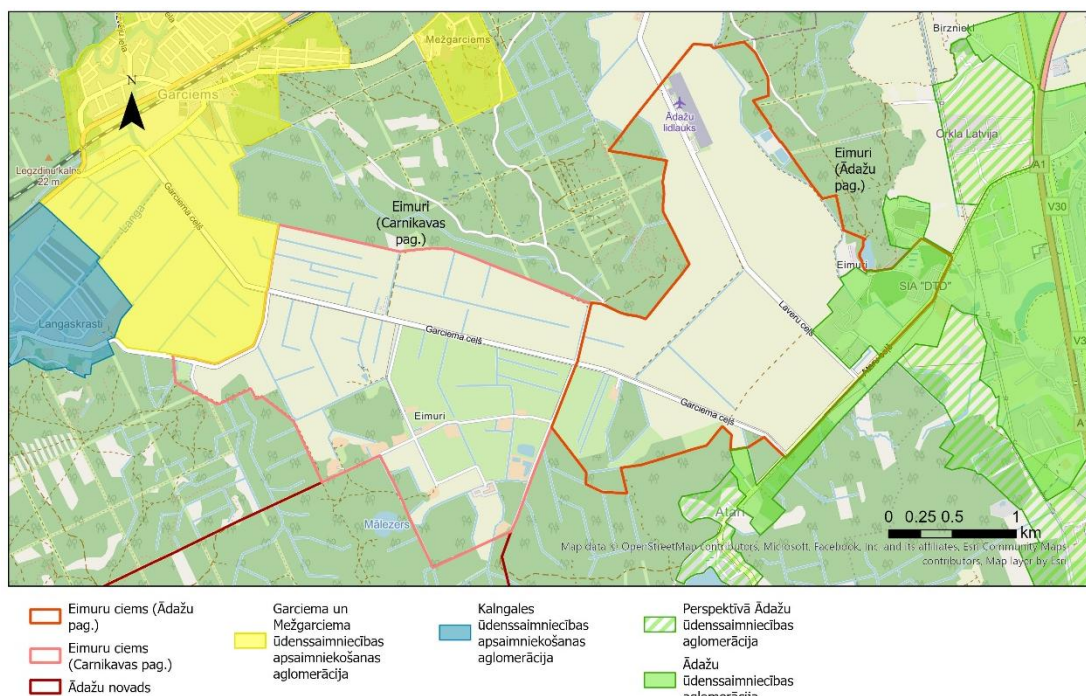 Birznieki
Mežgarciems
N
Garciems
Ādažu
lidlauks
Orkla Latvija
A1
Eimuri
(Ādažu
pag.)
22 m
V30
Garciema ceļš
Eimuri
(Carnikavas
pag.)
Eimuri
SIA "DTD"
Langaskrasti
Laveru ceļš
Garciema ceļš
Eimuri
Garciema ceļš
Mālezers
0 0.25 0.5 1
km
Map data © OpenStreetMap contributors, Microsoft, Facebook, Inc. and its affiliates, Esri Community Maps
contributors, Map layer by Esri
Eimuru ciems (Ādažu
pag.)
Eimuru ciems
(Carnikavas pag.)
Ādažu novads
Garciema un
Mežgarciema
ūdenssaimniecības
apsaimniekošanas
aglomerācija
Kalngales
ūdenssaimniecības
apsaimniekošanas
aglomerācija
Perspektīvā Ādažu
ūdenssaimniecības
aglomerācija
Ādažu
ūdenssaimniecības
aglomerācija